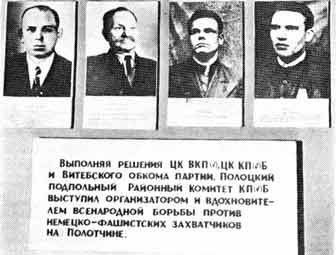 Выполняя решения ЦК ВКП(б), ЦК КП(б)Б
и Витебского обкома партии, Полоцкий
подпольный районный комитет КП(б)Б
выступил организатором и вдохновите-
лем всенародной борьбы против
немецко-фашистских захватчиков
на Полотчине.